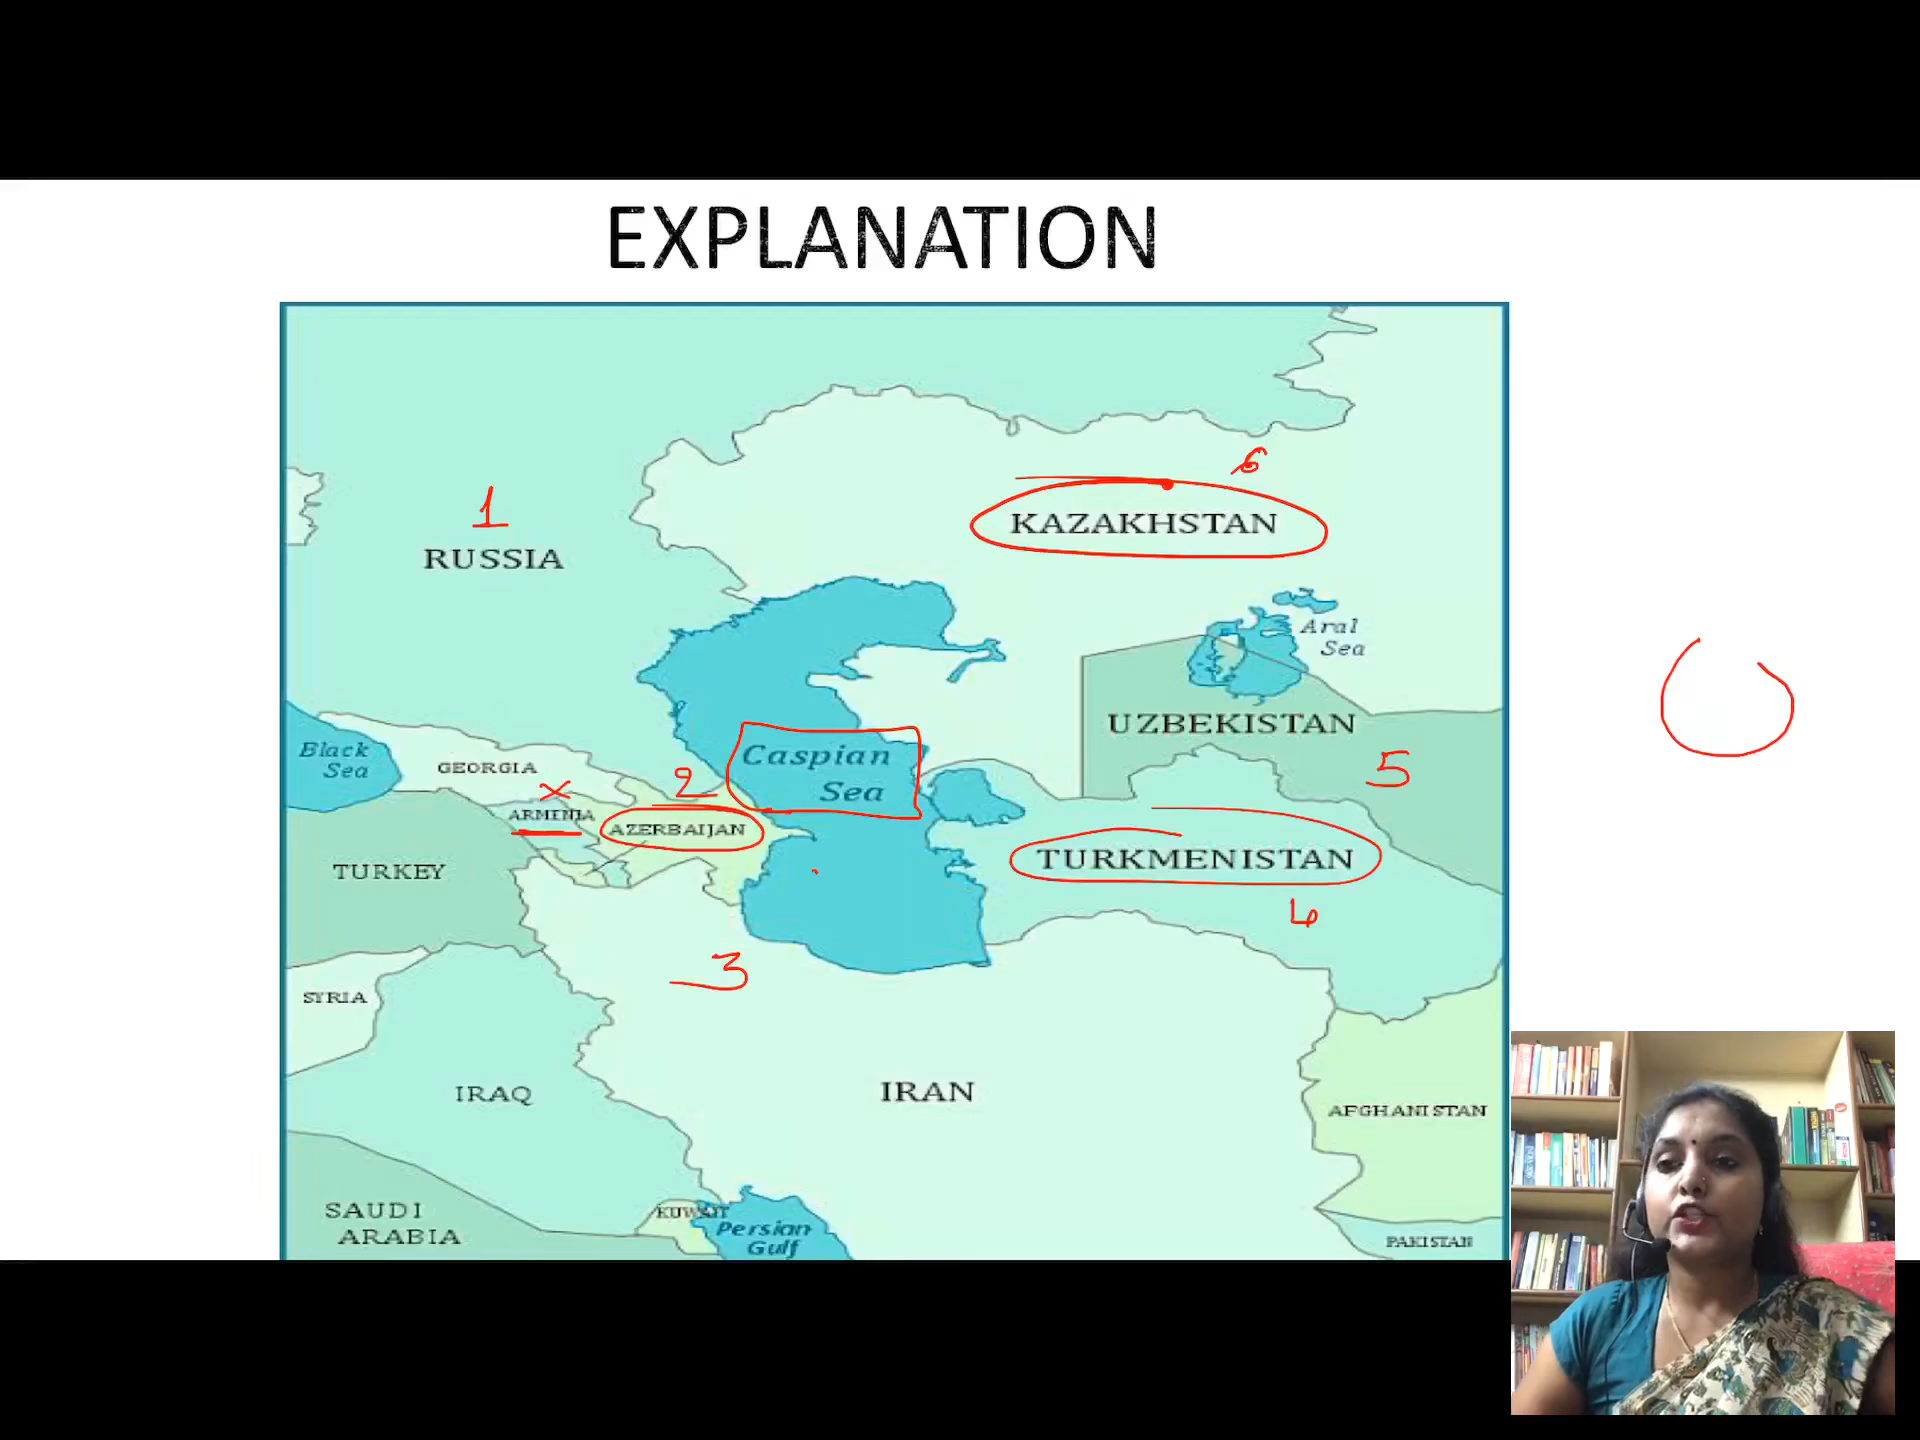 EXPLANATION
6
1
KAZAKHSTAN
RUSSIA
Aral
Sea
UZBEKISTAN
Black
Sea
Caspian
Sea
GEORGIA
5
2
x
ARMENIA
AZERBAIJAN
TURKMENISTAN
TURKEY
4
3
SYRIA
IRAQ
IRAN
AFGHANISTAN
SAUDI
ARABIA
KUWAIT
Persian
Gulf
PAKISTAN